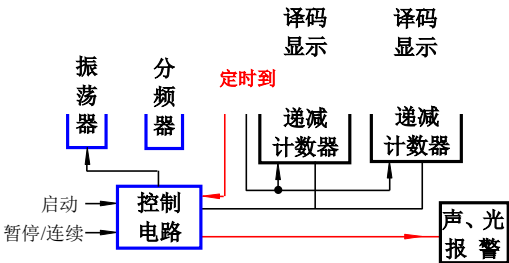 译码
显示
译码
显示
振
荡
器
分
频
器
定时到
递减
计数器
递减
计数器
启动
暂停/连续
控制
电路
声、光
报 警